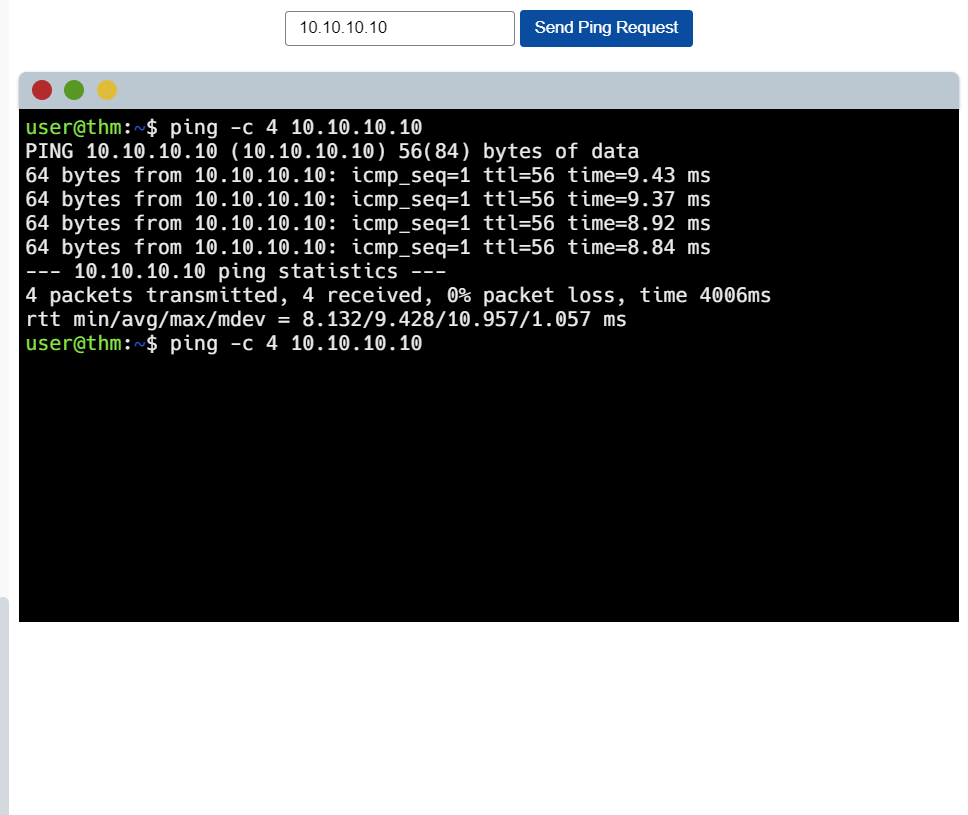 10.10.10.10
Send Ping Request
user@thm:~$ ping -c 4 10.10.10.10
PING 10.10.10.10 (10.10.10.10) 56(84) bytes of data
64 bytes from 10.10.10.10: icmp_seq=1 ttl=56 time=9.43 ms
64 bytes from 10.10.10.10: icmp_seq=1 ttl=56 time=9.37 ms
64 bytes from 10.10.10.10: icmp_seq=1 ttl=56 time=8.92 ms
64 bytes from 10.10.10.10: icmp_seq=1 ttl=56 time=8.84 ms
--- 10.10.10.10 ping statistics ---
4 packets transmitted, 4 received, 0% packet loss, time 4006ms
rtt min/avg/max/mdev = 8.132/9.428/10.957/1.057 ms
user@thm:~$ ping -c 4 10.10.10.10